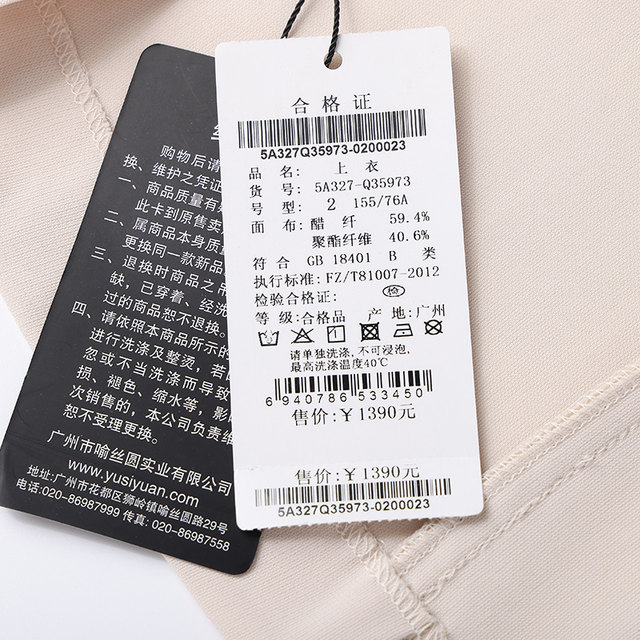 合格证
5A327Q35973-0200023
品名: 上衣
货号: 5A327-Q35973
号型: 2 155/76A
面布: 醋纤 59.4%
聚酯纤维 40.6%
符合 GB 18401 B 类
执行标准: FZ/T81007-2012
检验合格证: 检
等级: 合格品 产地: 广州
请单独洗涤,不可浸泡,
最高洗涤温度40℃
6 940786 533450
售价:￥1390元
售价:￥1390元
5A327Q35973-0200023
购物后请
换、维护之凭证
一、商品质量有
此卡到原售卖
二、属商品本身质
更换同一款新品
三、退换时商品之吊
缺,已穿着、经洗
过的商品恕不退换。
四、请依照本商品所示的
进行洗涤及整烫,若
您或不当洗涤而导致
损、褪色、缩水等,影
次销售的,本公司负责维
恕不受理更换。
广州市喻丝圆实业有限公司
www.yusiyuan.com
地址:广州市花都区狮岭镇喻丝圆路29号
电话:020-86987999 传真:020-86987558